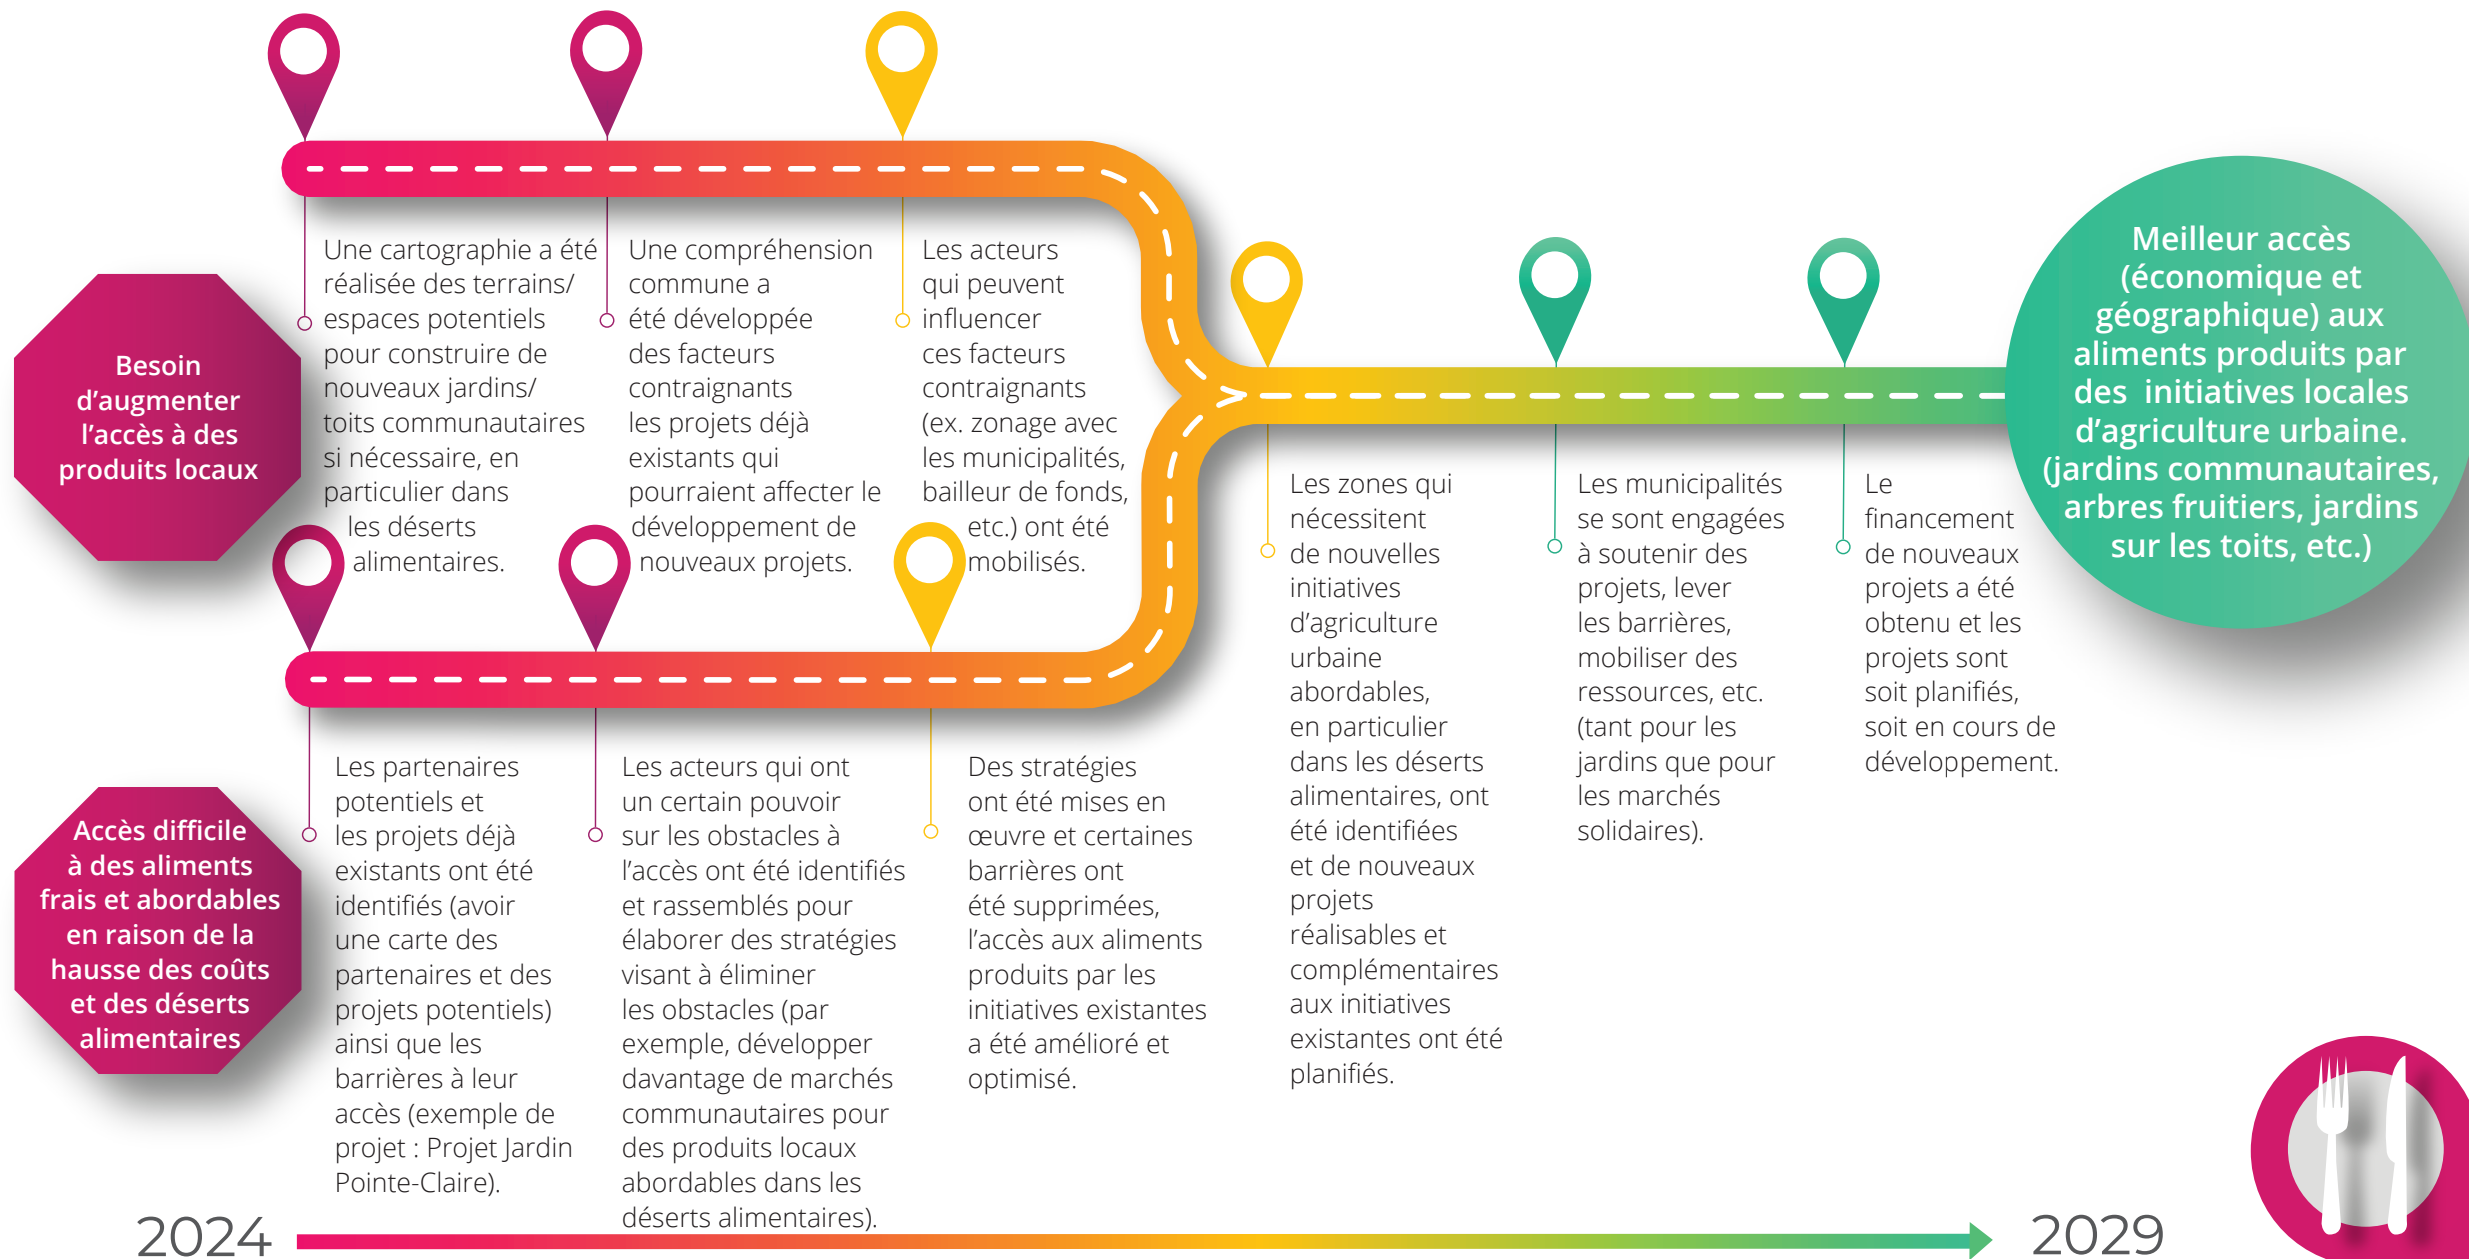 Besoin
d’augmenter
l’accès à des
produits locaux
Une cartographie a été
réalisée des terrains/
espaces potentiels
pour construire de
nouveaux jardins/
toits communautaires
si nécessaire, en
particulier dans
les déserts
alimentaires.
Une compréhension
commune a
été développée
des facteurs
contraignants
les projets déjà
existants qui
pourraient affecter le
développement de
nouveaux projets.
Les acteurs
qui peuvent
influencer
ces facteurs
contraignants
(ex. zonage avec
les municipalités,
bailleur de fonds,
etc.) ont été
mobilisés.
Accès difficile
à des aliments
frais et abordables
en raison de la
hausse des coûts
et des déserts
alimentaires
Les partenaires
potentiels et
les projets déjà
existants ont été
identifiés (avoir
une carte des
partenaires et des
projets potentiels)
ainsi que les
barrières à leur
accès (exemple de
projet : Projet Jardin
Pointe-Claire).
Les acteurs qui ont
un certain pouvoir
sur les obstacles à
l’accès ont été identifiés
et rassemblés pour
élaborer des stratégies
visant à éliminer
les obstacles (par
exemple, développer
davantage de marchés
communautaires pour
des produits locaux
abordables dans les
déserts alimentaires).
Des stratégies
ont été mises en
œuvre et certaines
barrières ont
été supprimées,
l’accès aux aliments
produits par les
initiatives existantes
a été amélioré et
optimisé.
Les zones qui
nécessitent
de nouvelles
initiatives
d’agriculture
urbaine
abordables,
en particulier
dans les déserts
alimentaires, ont
été identifiées
et de nouveaux
projets
réalisables et
complémentaires
aux initiatives
existantes ont été
planifiés.
Les municipalités
se sont engagées
à soutenir des
projets, lever
les barrières,
mobiliser des
ressources, etc.
(tant pour les
jardins que pour
les marchés
solidaires).
Le
financement
de nouveaux
projets a été
obtenu et les
projets sont
soit planifiés,
soit en cours de
développement.
Meilleur accès
(économique et
géographique) aux
aliments produits par
des  initiatives locales
d’agriculture urbaine.
(jardins communautaires,
arbres fruitiers, jardins
sur les toits, etc.)
2024
2029